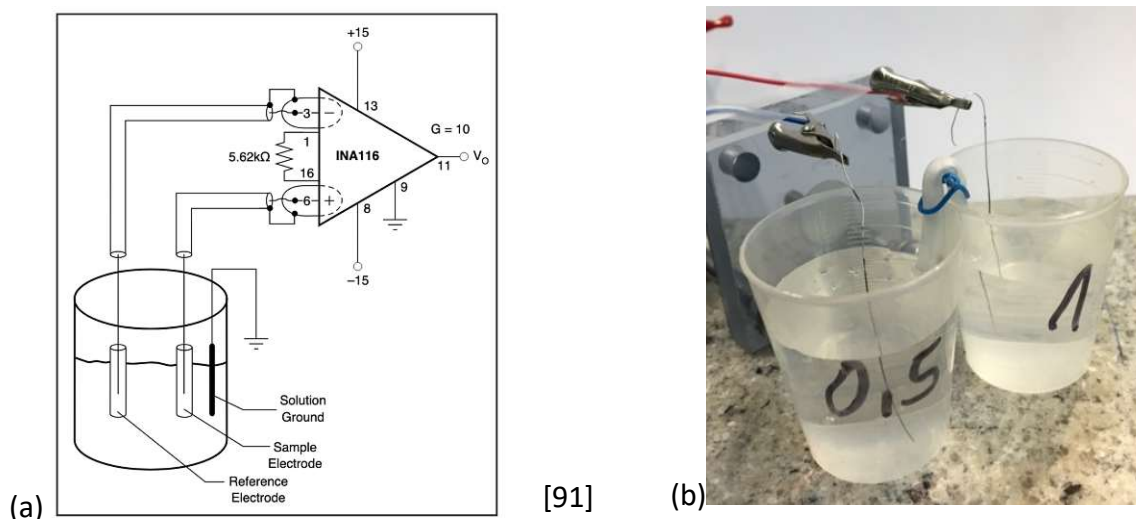 +15
3
−
13
1
G = 10
5.62kΩ
INA116
VO
11
16
9
6
+
8
−15
Solution
Ground
Sample
Electrode
Reference
Electrode
(a)
[91]
(b)
0,5
1